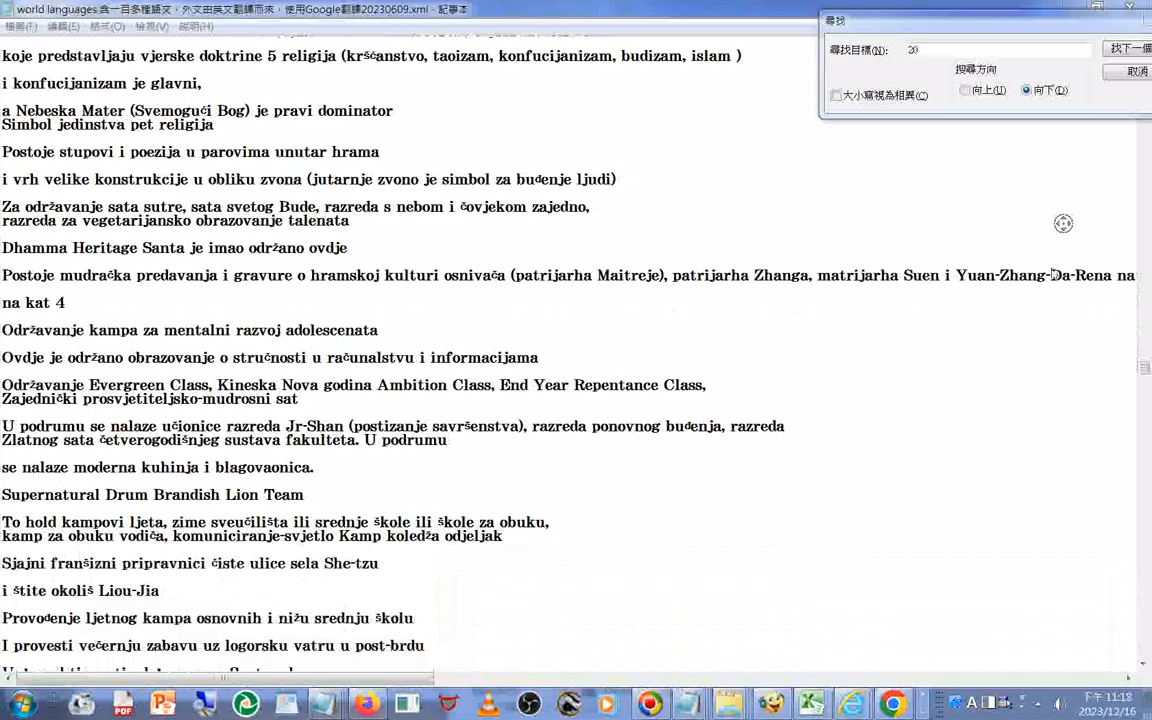 world languages 含一百多種語文，外文由英文翻譯而來，使用Google翻譯20230609.xml - 記事本
檔案(F) 編輯(E) 格式(O) 檢視(V) 說明(H)
koje predstavljaju vjerske doktrine 5 religija (kršćanstvo, taoizam, konfucijanizam, budizam, islam )
i konfucijanizam je glavni,
a Nebeska Mater (Svemogući Bog) je pravi dominator
Simbol jedinstva pet religija
Postoje stupovi i poezija u parovima unutar hrama
i vrh velike konstrukcije u obliku zvona (jutarnje zvono je simbol za buđenje ljudi)
Za održavanje sata sutre, sata svetog Bude, razreda s nebom i čovjekom zajedno,
razreda za vegetarijansko obrazovanje talenata
Dhamma Heritage Santa je imao održano ovdje
Postoje mudračka predavanja i gravure o hramskoj kulturi osnivača (patrijarha Maitreje), patrijarha Zhanga, matrijarha Suen i Yuan-Zhang-Da-Rena na
na kat 4
Održavanje kampa za mentalni razvoj adolescenata
Ovdje je održano obrazovanje o stručnosti u računalstvu i informacijama
Održavanje Evergreen Class, Kineska Nova godina Ambition Class, End Year Repentance Class,
Zajednički prosvjetiteljsko-mudrosni sat
U podrumu se nalaze učionice razreda Jr-Shan (postizanje savršenstva), razreda ponovnog buđenja, razreda
Zlatnog sata četverogodišnjeg sustava fakulteta. U podrumu
se nalaze moderna kuhinja i blagovaonica.
Supernatural Drum Brandish Lion Team
To hold kampovi ljeta, zime sveučilišta ili srednje škole ili škole za obuku,
kamp za obuku vodiča, komuniciranje-svjetlo Kamp koledža odjeljak
Sjajni franšizni pripravnici čiste ulice sela She-tzu
i štite okoliš Liou-Jia
Provođenje ljetnog kampa osnovnih i nižu srednju školu
I provesti večernju zabavu uz logorsku vatru u post-brdu
尋找
尋找目標(N): 20
找下一個
搜尋方向
取消
大小寫視為相異(C)
向上(U) 向下(D)
下午 11:18
2023/12/16